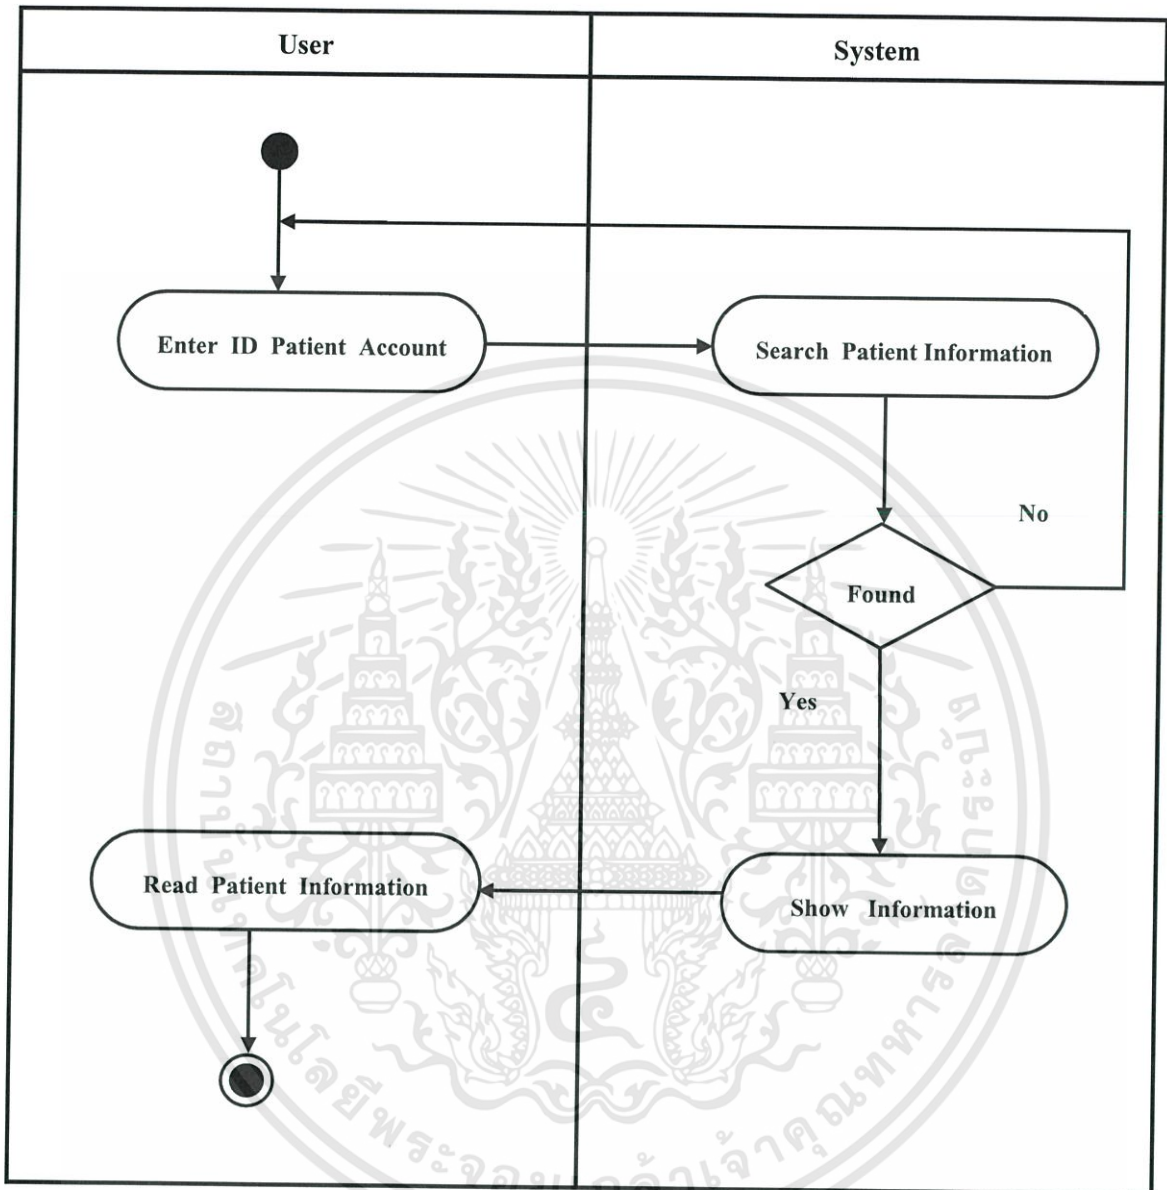 User
System
Enter ID Patient Account
Search Patient Information
No
Found
Yes
Read Patient Information
Show Information